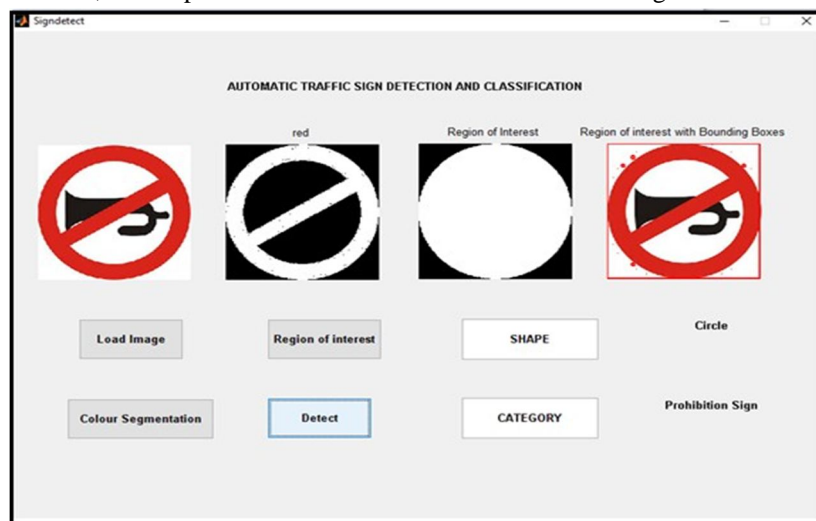 Signdetect
AUTOMATIC TRAFFIC SIGN DETECTION AND CLASSIFICATION
red
Region of Interest
Region of interest with Bounding Boxes
Load Image
Region of interest
SHAPE
Circle
Colour Segmentation
Detect
CATEGORY
Prohibition Sign